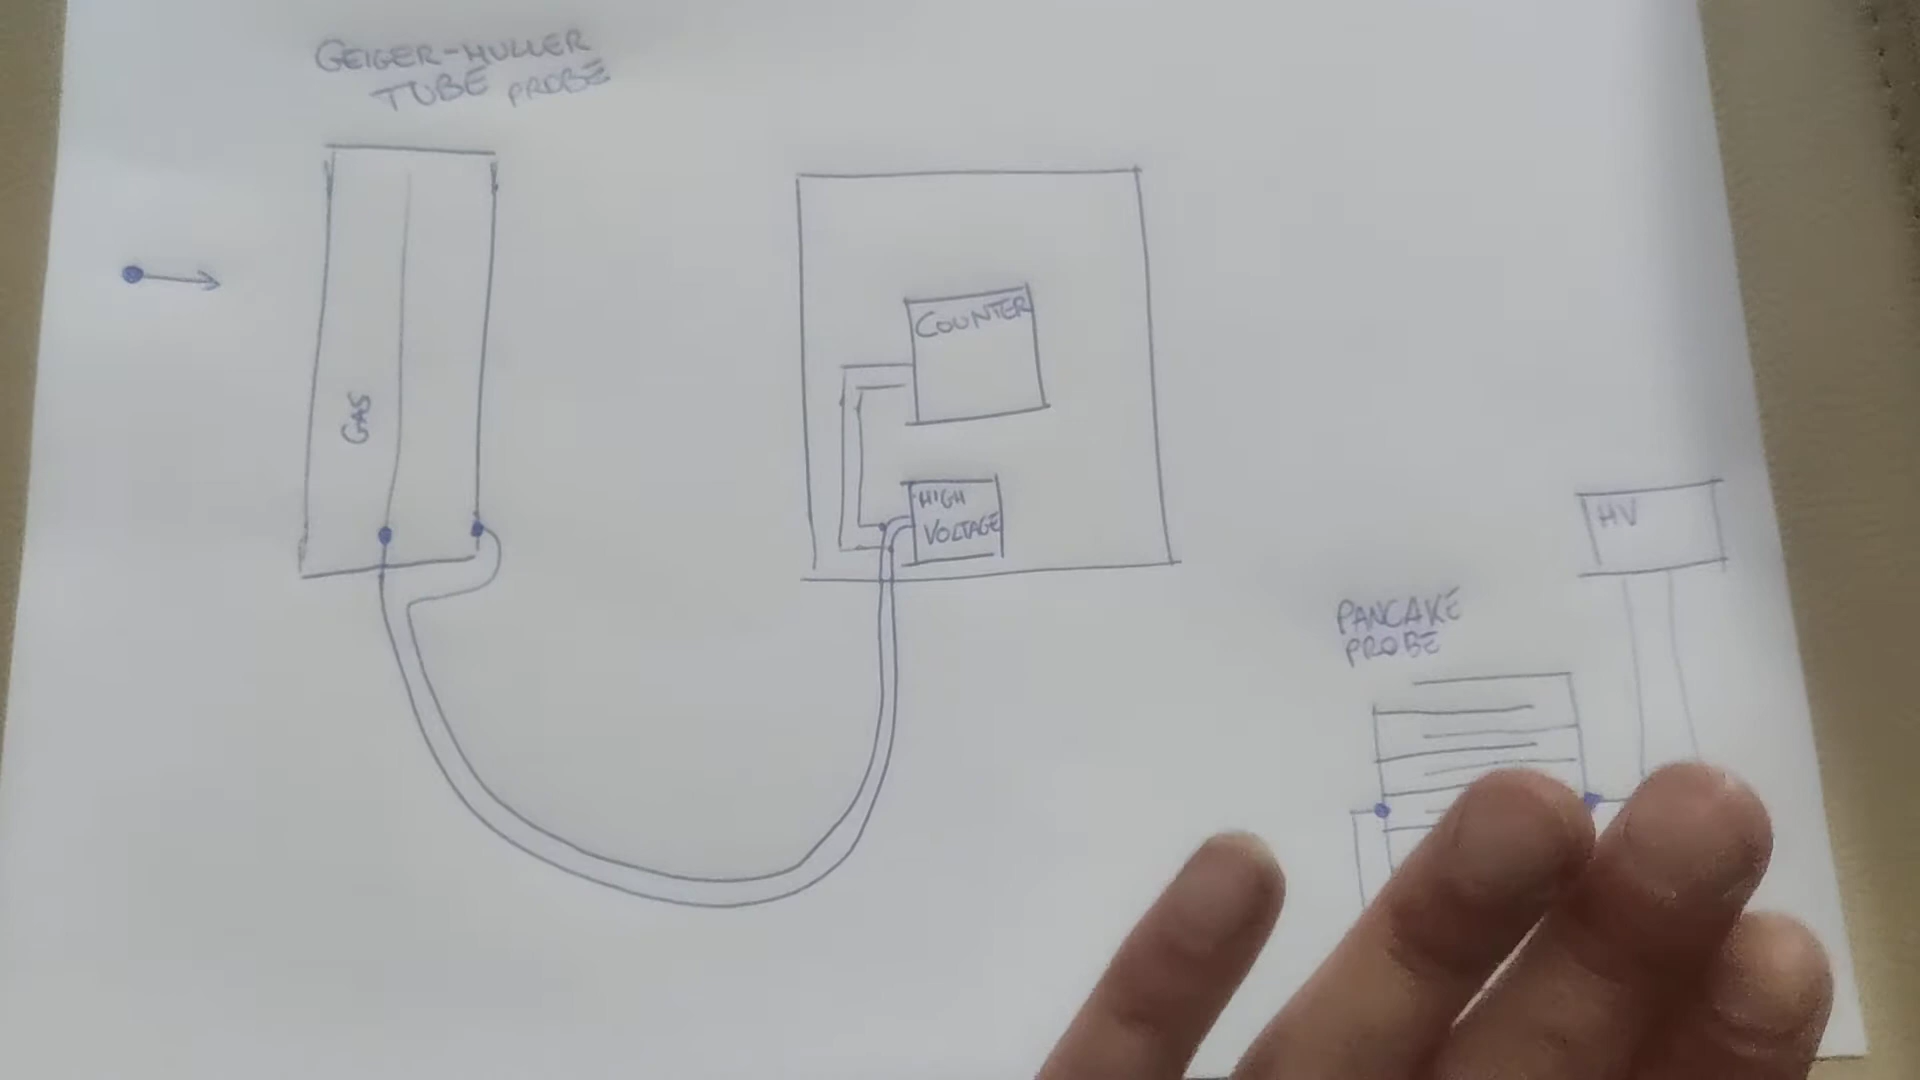 GEIGER-MULLER
TUBE PROBE
GAS
COUNTER
HIGH
VOLTAGE
HV
PANCAKE
PROBE